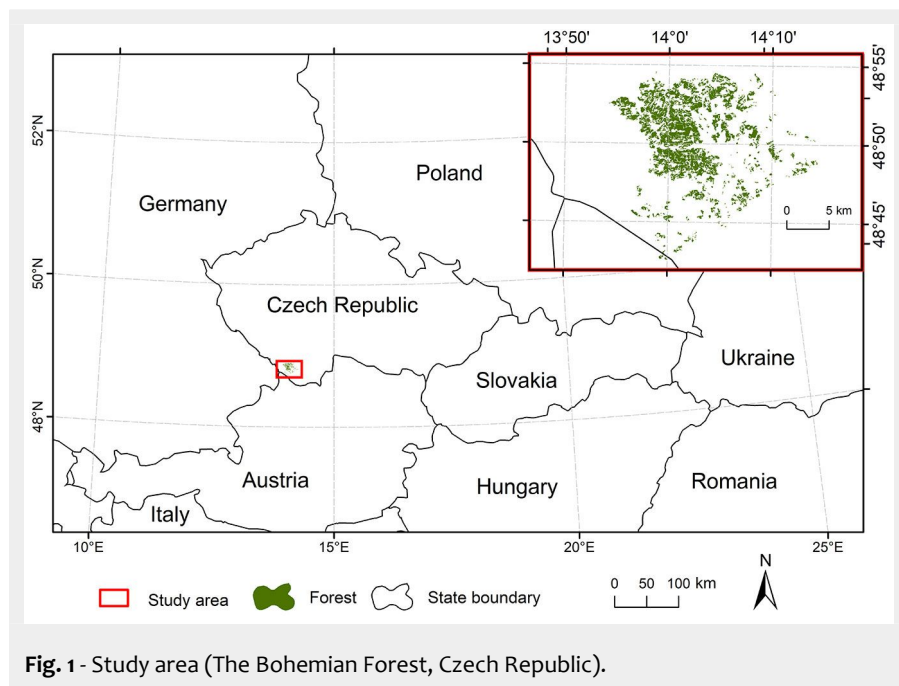 13°50' 14°0' 14°10'
48°55'
48°50'
48°45'
0 5 km
52°N
50°N
48°N
Poland
Germany
Czech Republic
Ukraine
Slovakia
Austria
Hungary
Romania
Italy
10°E 15°E 20°E 25°E
N
0 50 100 km
Study area Forest State boundary
Fig. 1 - Study area (The Bohemian Forest, Czech Republic).